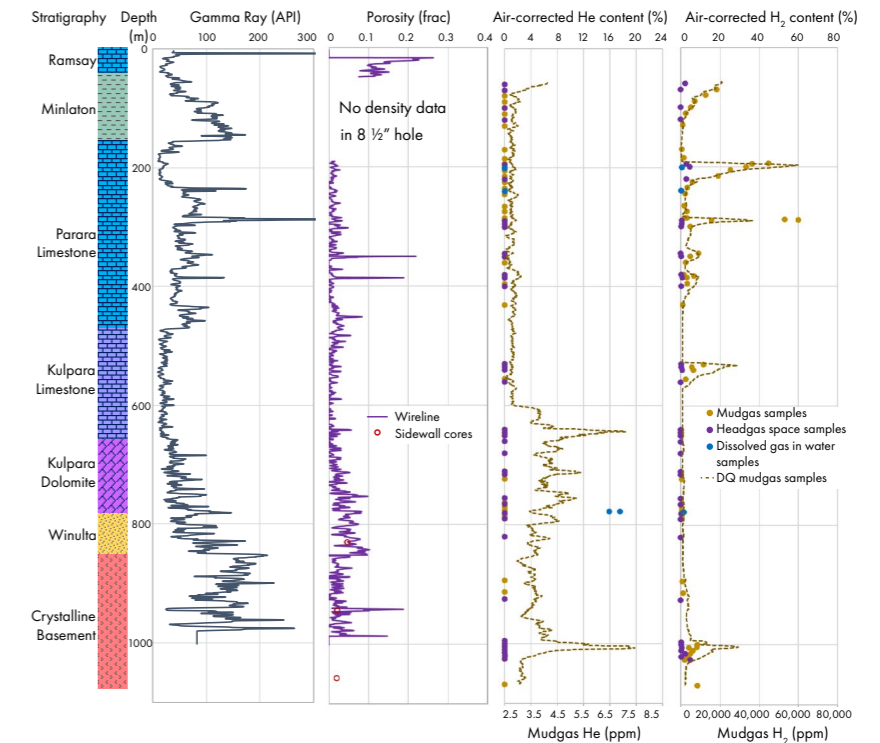 Stratigraphy
Depth
(m)
Gamma Ray (API)
Porosity (frac)
Air-corrected He content (%)
Air-corrected H₂ content (%)
0 100 200 300
0 0.1 0.2 0.3 0.4
0 4 8 12 16 20 24
0 20 40 60 80
0
200
400
600
800
1000
Ramsay
Minlaton
Parara
Limestone
Kulpara
Limestone
Kulpara
Dolomite
Winulta
Crystalline
Basement
No density data
in 8 ½” hole
Wireline
Sidewall cores
Mudgas samples
Headgas space samples
Dissolved gas in water
samples
DQ mudgas samples
2.5 3.5 4.5 5.5 6.5 7.5 8.5
Mudgas He (ppm)
0 20,000 40,000 60,000 80,000
Mudgas H₂ (ppm)